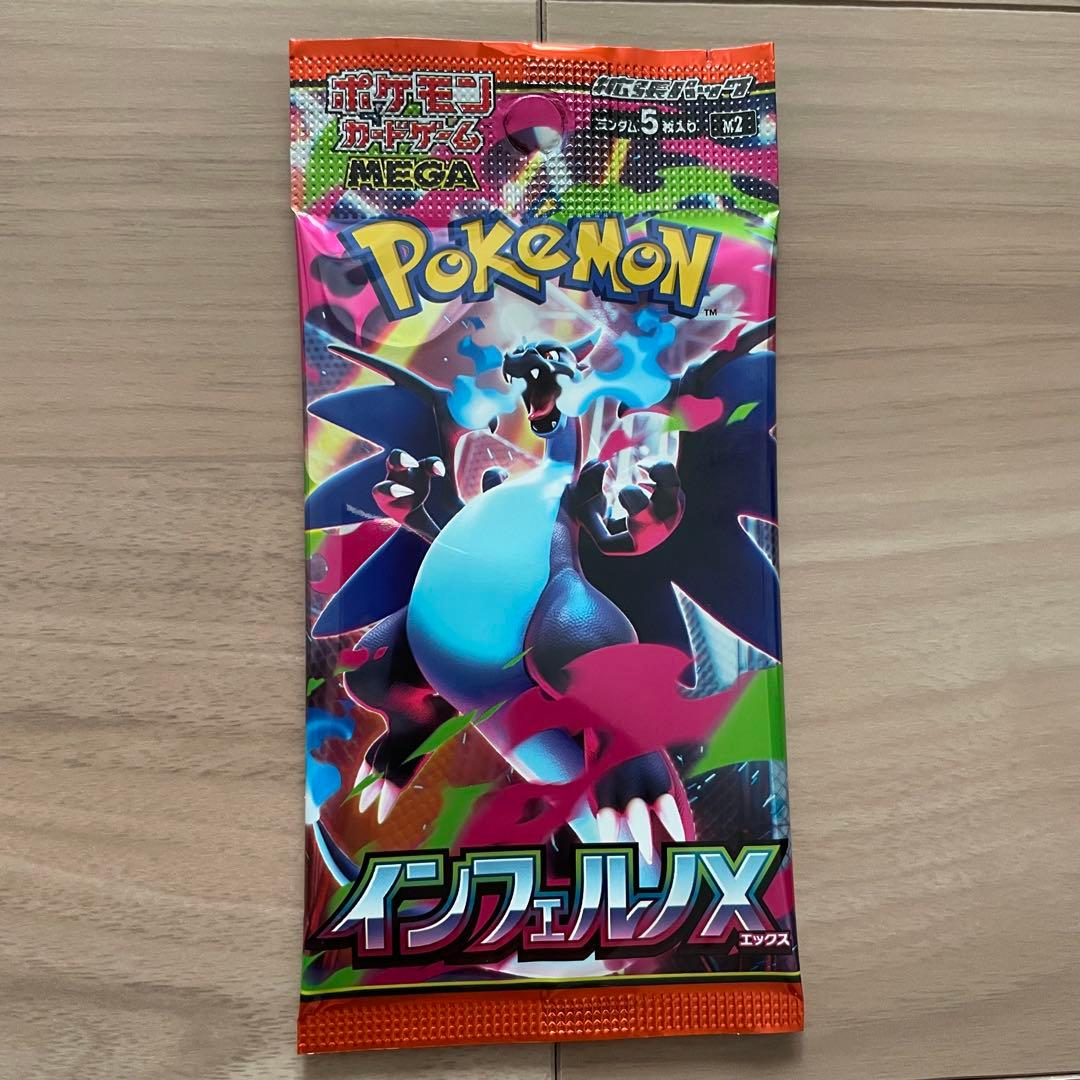 ポケモン
カードゲーム
MEGA
拡張パック
ランダム5枚入り M2
POKéMON
TM
インフェルノX
エックス